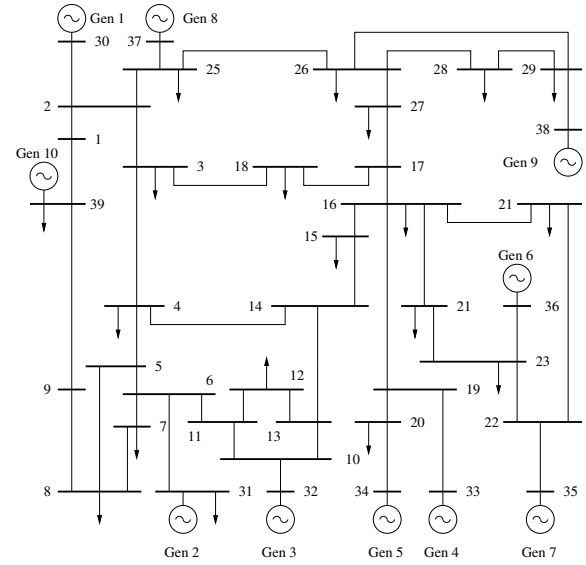 Gen 1 Gen 8
30 37
25 26 28 29
2 27
1 38
Gen 10 3 18 17 Gen 9
39 16 21
15 Gen 6
4 14 21 36
5 12 23
9 6 19
7 11 13 20 22
10
8 31 32 34 33 35
Gen 2 Gen 3 Gen 5 Gen 4 Gen 7